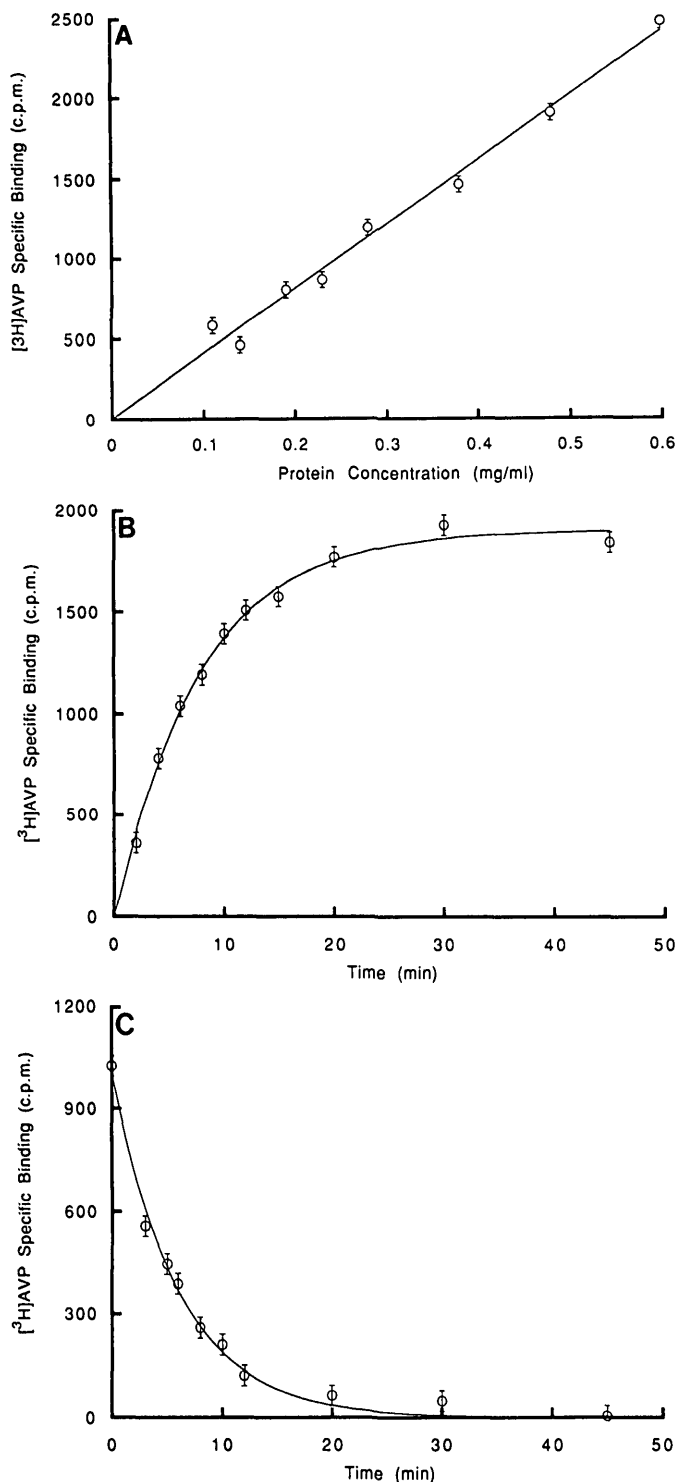 A
2500
2000
1500
1000
500
0
[3H]AVP Specific Binding (c.p.m.)
0 0.1 0.2 0.3 0.4 0.5 0.6
Protein Concentration (mg/ml)
B
2000
1500
1000
500
0
[³H]AVP Specific Binding (c.p.m.)
0 10 20 30 40 50
Time (min)
C
1200
900
600
300
0
[³H]AVP Specific Binding (c.p.m.)
0 10 20 30 40 50
Time (min)